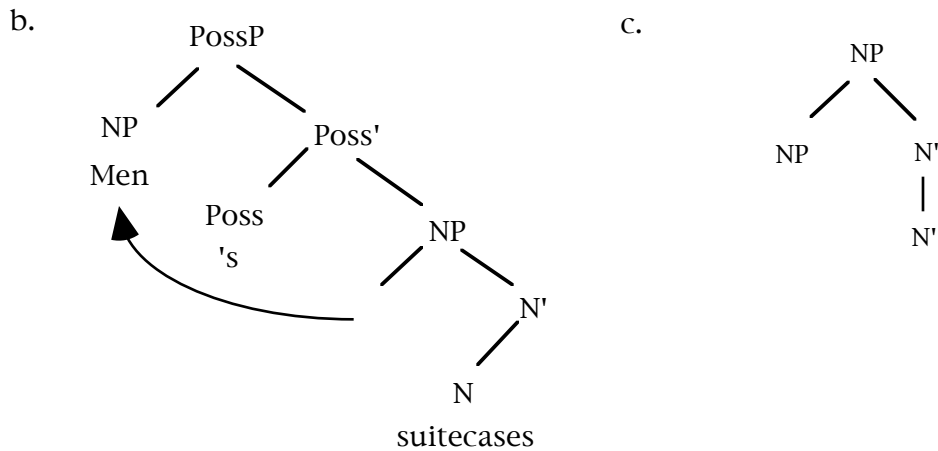 b.
PossP
NP
Men
Poss'
Poss
's
NP
N'
N
suitecases
c.
NP
NP
N'
N'